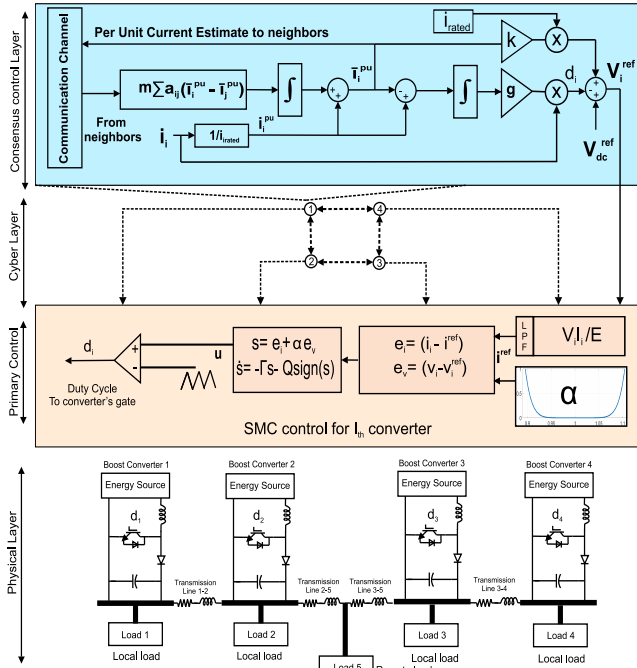 Consensus control Layer
Communication Channel
Per Unit Current Estimate to neighbors
i_rated
k
X
V_i^ref
m∑a_ij(ī_i^pu - ī_j^pu)
∫
+
+
ī_i^pu
+
-
∫
g
X
d_i
-
+
+
From neighbors
i_i
1/i_rated
i_i^pu
V_dc^ref
Cyber Layer
1
4
2
3
Primary Control
d_i
+
-
u
s= e_i+ αe_v
ṡ= -Γs- Qsign(s)
e_i= (i_i- i^ref)
e_v= (v_i-v_i^ref)
i^ref
LPF
V_iI_i/E
α
Duty Cycle
To converter's gate
SMC control for I_th converter
Physical Layer
Boost Converter 1
Boost Converter 2
Boost Converter 3
Boost Converter 4
Energy Source
Energy Source
Energy Source
Energy Source
d_1
d_2
d_3
d_4
Transmission Line 1-2
Transmission Line 2-5
Transmission Line 3-5
Transmission Line 3-4
Load 1
Load 2
Load 3
Load 4
Local load
Local load
Local load
Local load
Load 5